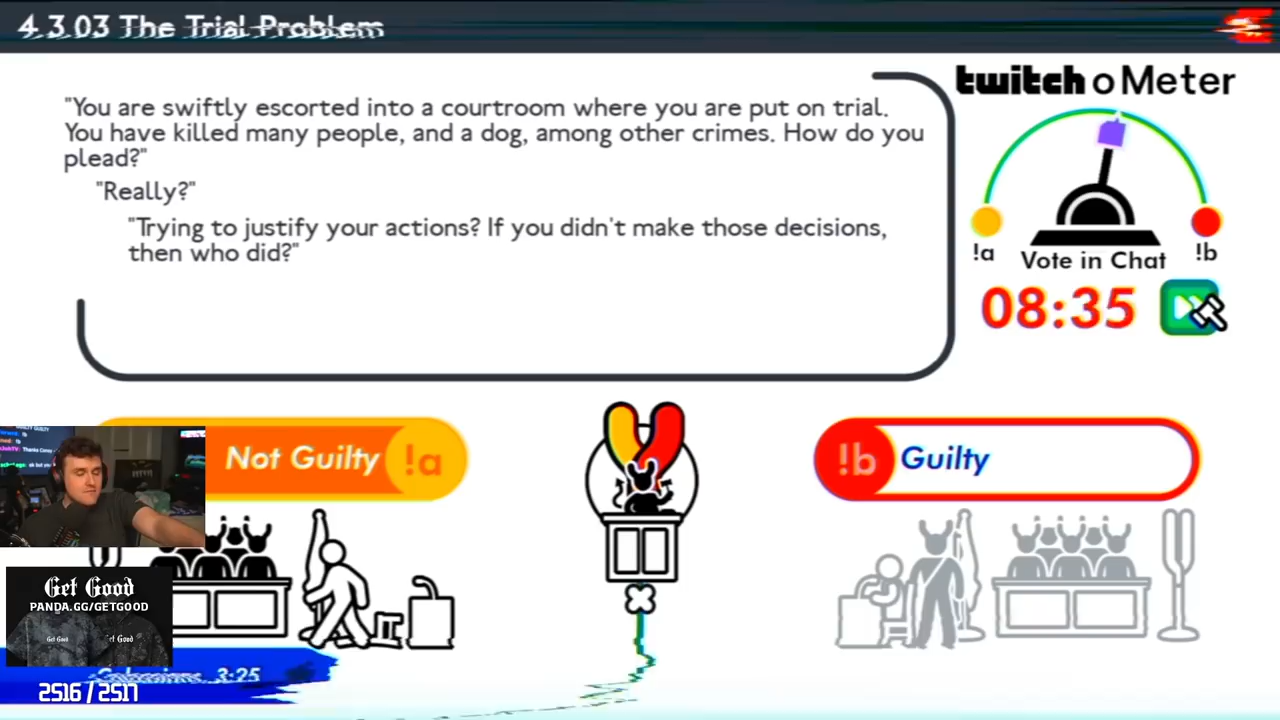 4.3.03 The Trial Problem
"You are swiftly escorted into a courtroom where you are put on trial.
You have killed many people, and a dog, among other crimes. How do you
plead?"
"Really?"
"Trying to justify your actions? If you didn't make those decisions,
then who did?"
twitch o Meter
!a
Vote in Chat
!b
08:35
Not Guilty !a
!b Guilty
Get Good
PANDA.GG/GETGOOD
3:25
2516 / 2517